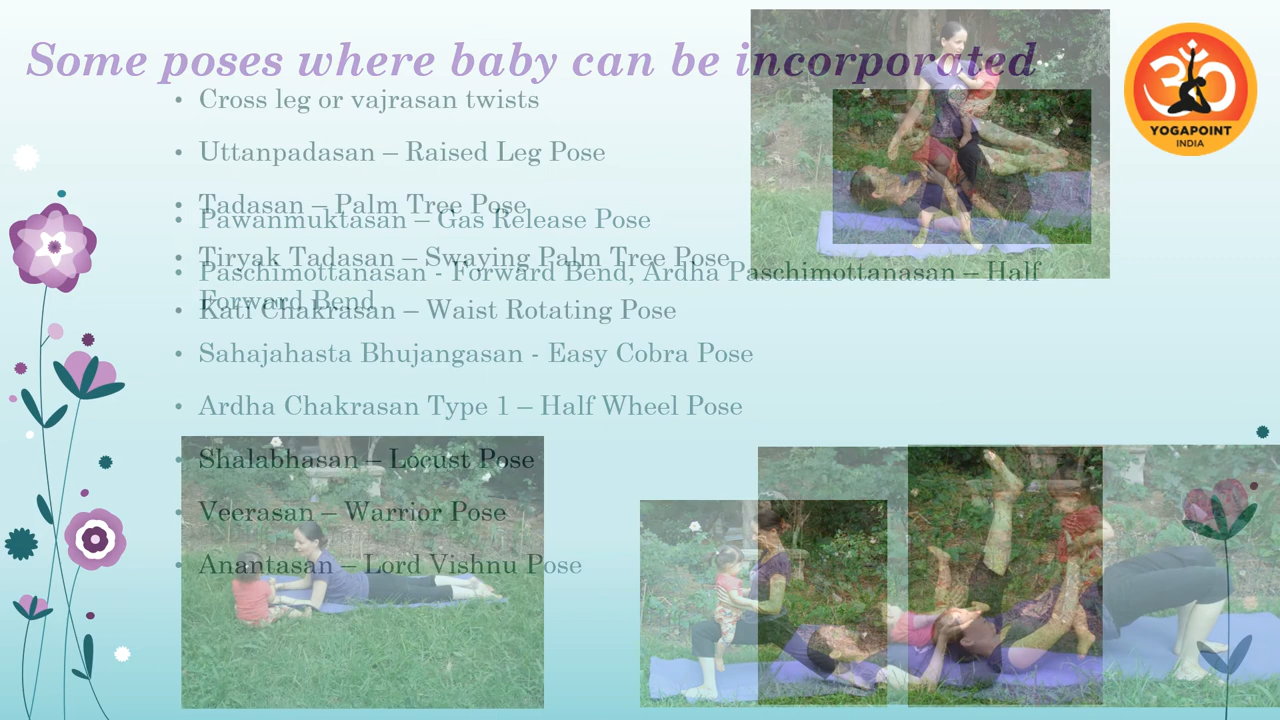 Some poses where baby can be incorporated
• Cross leg or vajrasan twists
• Uttanpadasan – Raised Leg Pose
• Tadasan – Palm Tree Pose
• Pawanmuktasan – Gas Release Pose
• Tiryak Tadasan – Swaying Palm Tree Pose
• Paschimottanasan - Forward Bend, Ardha Paschimottanasan – Half
Forward Bend
• Kati Chakrasan – Waist Rotating Pose
• Sahajahasta Bhujangasan - Easy Cobra Pose
• Ardha Chakrasan Type 1 – Half Wheel Pose
• Shalabhasan – Locust Pose
• Veerasan – Warrior Pose
• Anantasan – Lord Vishnu Pose
ॐ
YOGAPOINT
INDIA